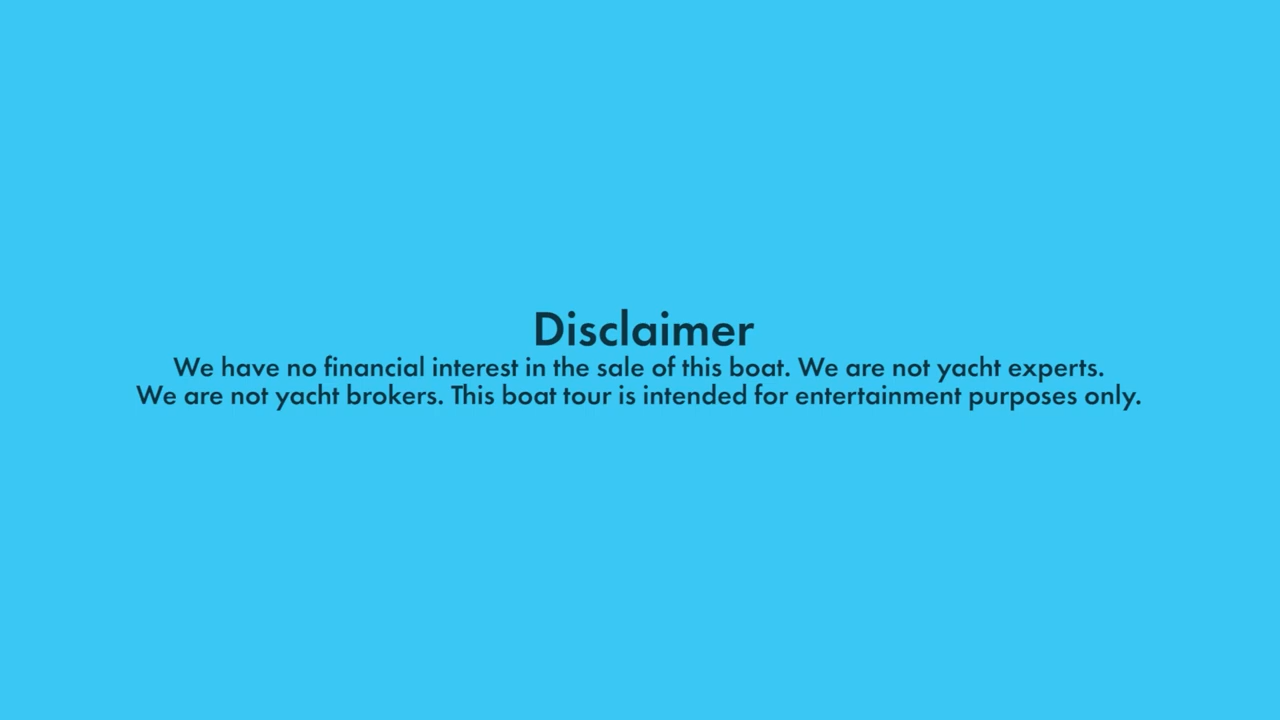 Disclaimer
We have no financial interest in the sale of this boat. We are not yacht experts.
We are not yacht brokers. This boat tour is intended for entertainment purposes only.